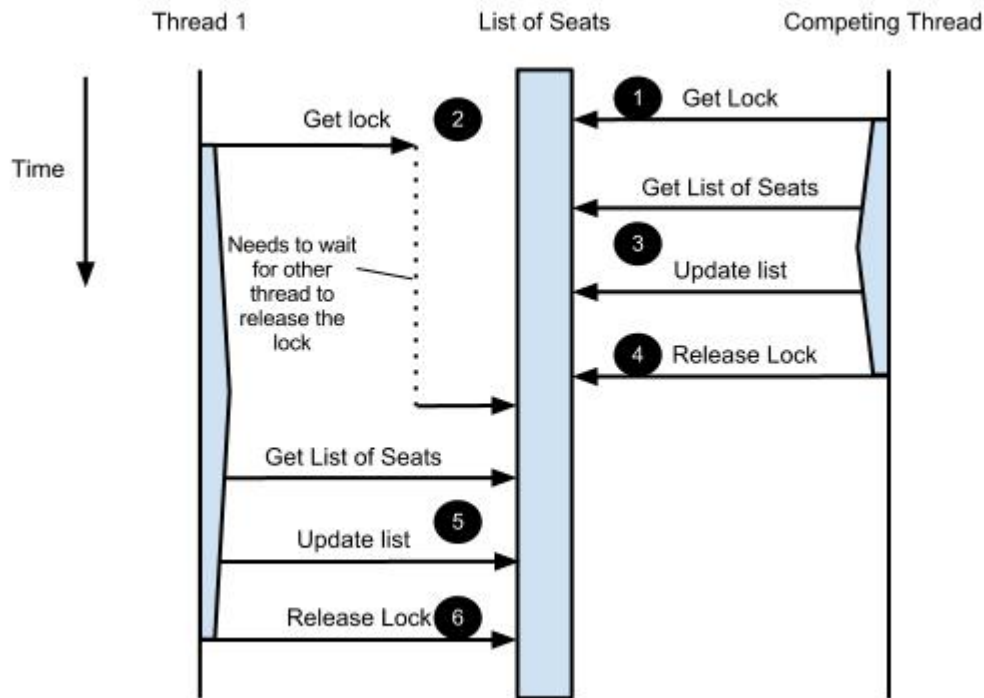 Thread 1
List of Seats
Competing Thread
1
Get Lock
Get lock
2
Time
Get List of Seats
3
Needs to wait
for other
thread to
release the
lock
Update list
4
Release Lock
Get List of Seats
5
Update list
Release Lock
6